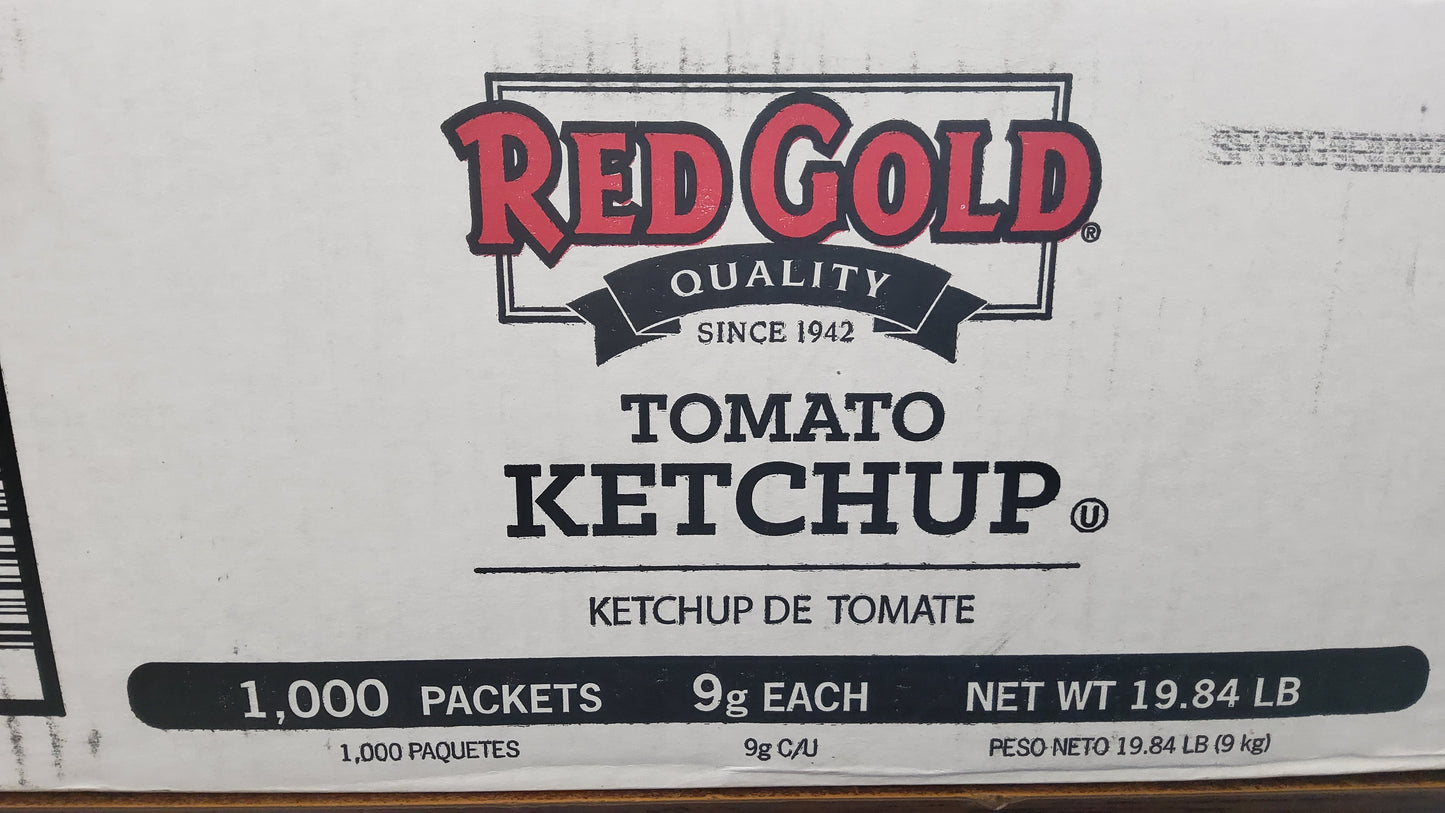 RED GOLD®
QUALITY
SINCE 1942
TOMATO
KETCHUP Ⓤ
KETCHUP DE TOMATE
1,000 PACKETS 9g EACH NET WT 19.84 LB
1,000 PAQUETES 9g C/U PESO NETO 19.84 LB (9 kg)